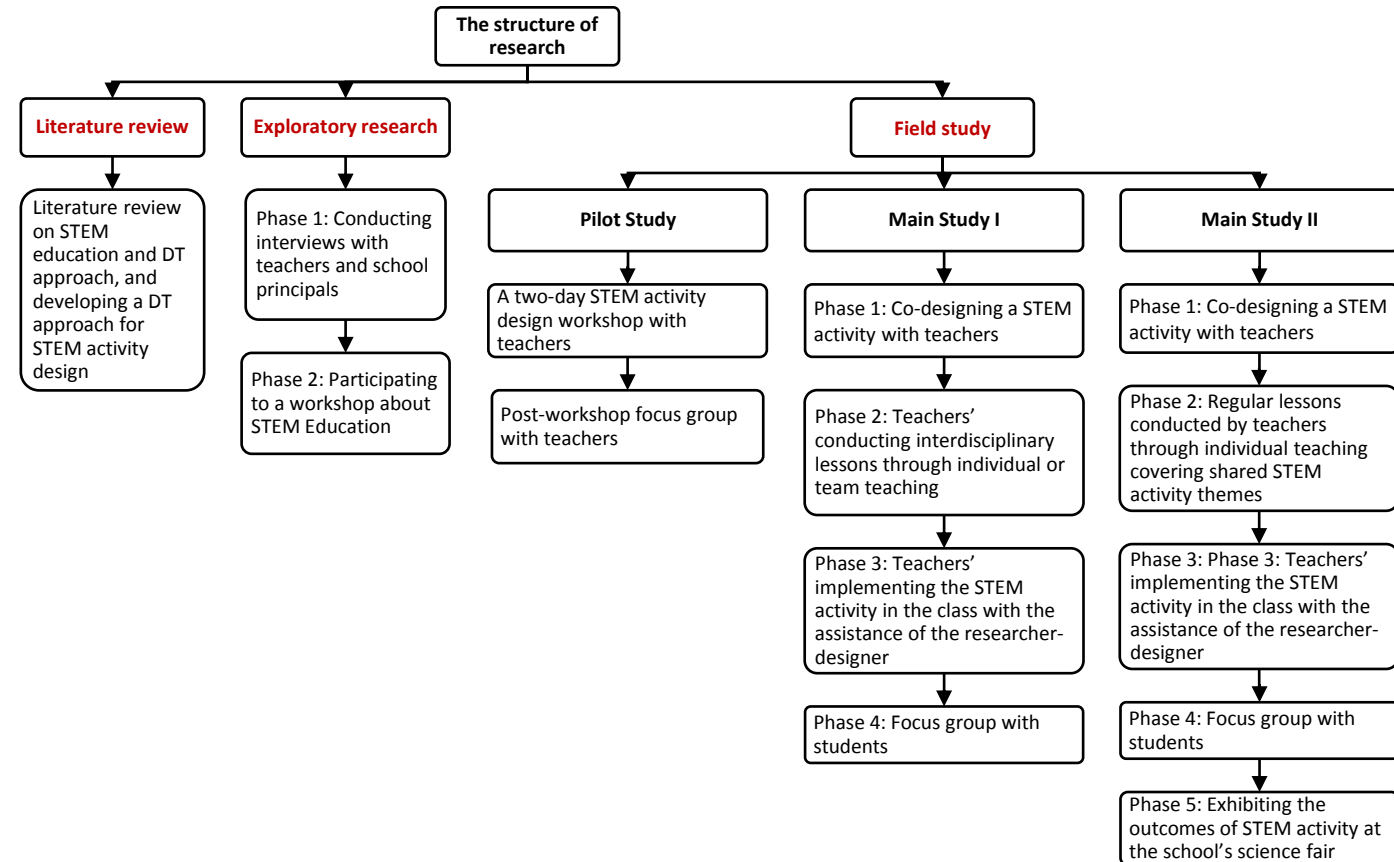 The structure of
research
Literature review
Exploratory research
Field study
Literature review
on STEM
education and DT
approach, and
developing a DT
approach for
STEM activity
design
Phase 1: Conducting
interviews with
teachers and school
principals
Phase 2: Participating
to a workshop about
STEM Education
Pilot Study
A two-day STEM activity
design workshop with
teachers
Post-workshop focus group
with teachers
Main Study I
Phase 1: Co-designing a STEM
activity with teachers
Phase 2: Teachers’
conducting interdisciplinary
lessons through individual or
team teaching
Phase 3: Teachers’
implementing the STEM
activity in the class with the
assistance of the researcher-
designer
Phase 4: Focus group with
students
Main Study II
Phase 1: Co-designing a STEM
activity with teachers
Phase 2: Regular lessons
conducted by teachers
through individual teaching
covering shared STEM
activity themes
Phase 3: Phase 3: Teachers’
implementing the STEM
activity in the class with the
assistance of the researcher-
designer
Phase 4: Focus group with
students
Phase 5: Exhibiting the
outcomes of STEM activity at
the school’s science fair